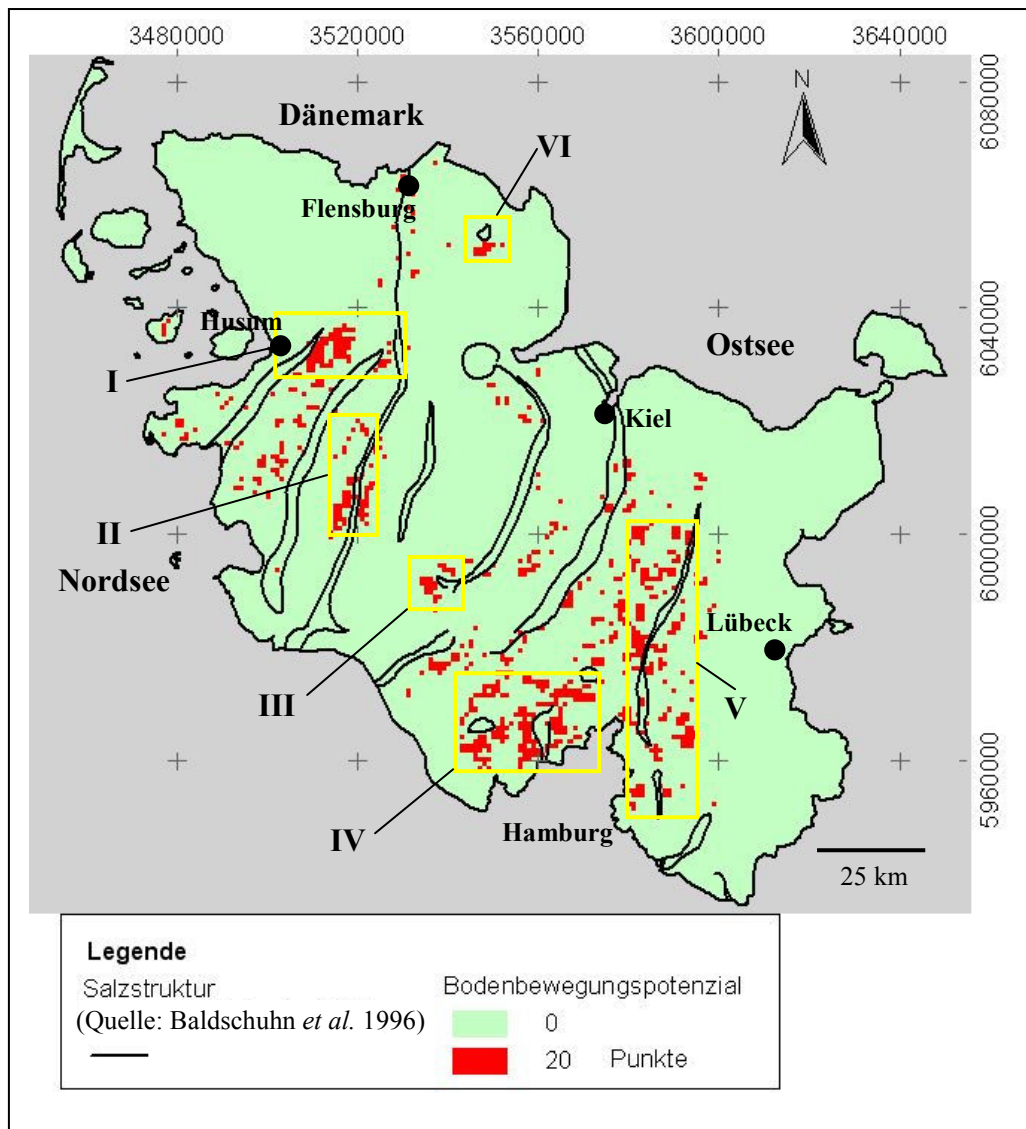 3480000 3520000 3560000 3600000 3640000
N
6080000
Dänemark
VI
Flensburg
6040000
Husum
Ostsee
I
Kiel
II
6000000
Nordsee
Lübeck
III
V
5960000
IV
Hamburg
25 km
Legende
Salzstruktur
(Quelle: Baldschuhn et al. 1996)
Bodenbewegungspotenzial
0
20 Punkte